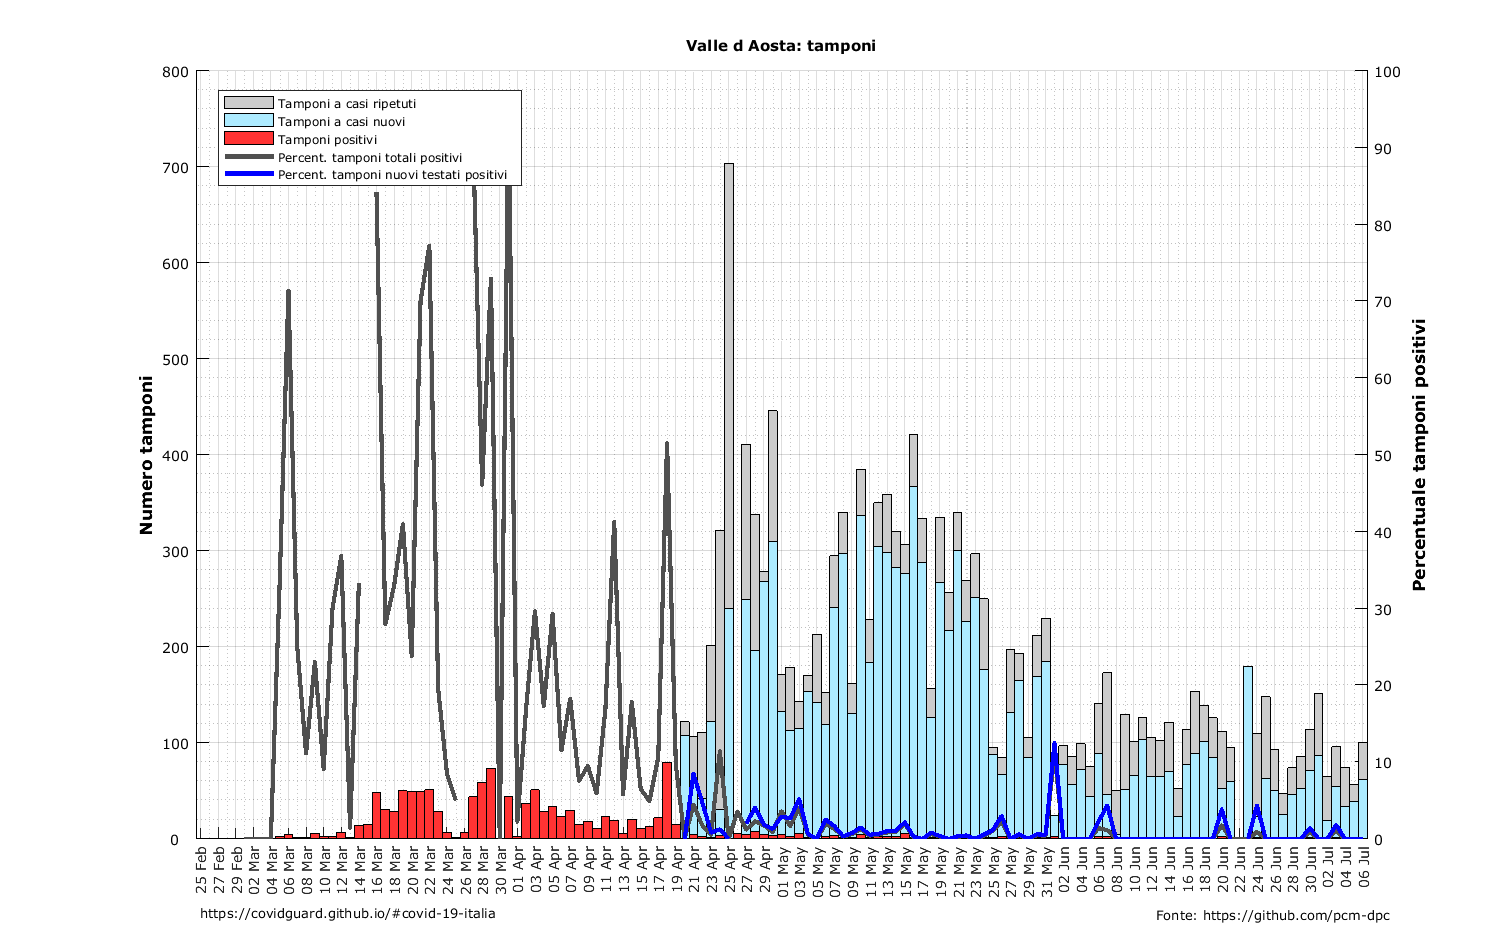 Valle d Aosta: tamponi
800
700
600
500
400
300
200
100
0
100
90
80
70
60
50
40
30
20
10
0
Numero tamponi
Percentuale tamponi positivi
Tamponi a casi ripetuti
Tamponi a casi nuovi
Tamponi positivi
Percent. tamponi totali positivi
Percent. tamponi nuovi testati positivi
25 Feb
27 Feb
29 Feb
02 Mar
04 Mar
06 Mar
08 Mar
10 Mar
12 Mar
14 Mar
16 Mar
18 Mar
20 Mar
22 Mar
24 Mar
26 Mar
28 Mar
30 Mar
01 Apr
03 Apr
05 Apr
07 Apr
09 Apr
11 Apr
13 Apr
15 Apr
17 Apr
19 Apr
21 Apr
23 Apr
25 Apr
27 Apr
29 Apr
01 May
03 May
05 May
07 May
09 May
11 May
13 May
15 May
17 May
19 May
21 May
23 May
25 May
27 May
29 May
31 May
02 Jun
04 Jun
06 Jun
08 Jun
10 Jun
12 Jun
14 Jun
16 Jun
18 Jun
20 Jun
22 Jun
24 Jun
26 Jun
28 Jun
30 Jun
02 Jul
04 Jul
06 Jul
https://covidguard.github.io/#covid-19-italia
Fonte: https://github.com/pcm-dpc